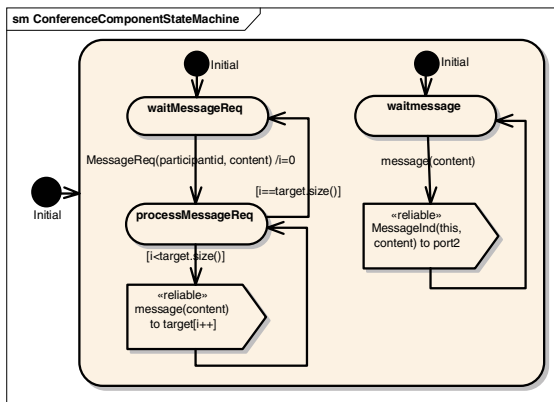 sm ConferenceComponentStateMachine
Initial
Initial
waitMessageReq
waitmessage
MessageReq(participantid, content) /i=0
message(content)
[i==target.size()]
Initial
processMessageReq
«reliable»
MessageInd(this,
content) to port2
[i<target.size()]
«reliable»
message(content)
to target[i++]